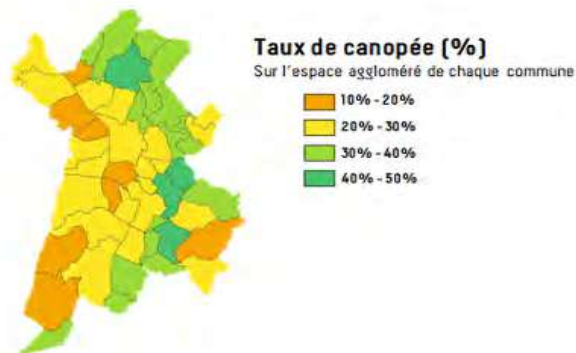 Taux de canopée (%)
Sur l'espace aggloméré de chaque commune
10% - 20%
20% - 30%
30% - 40%
40% - 50%